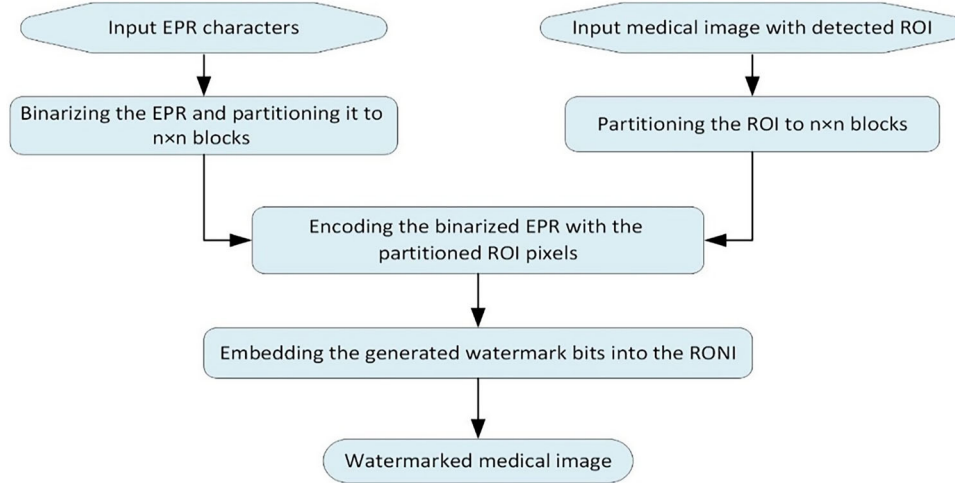 Input EPR characters
Input medical image with detected ROI
Binarizing the EPR and partitioning it to
n×n blocks
Partitioning the ROI to n×n blocks
Encoding the binarized EPR with the
partitioned ROI pixels
Embedding the generated watermark bits into the RONI
Watermarked medical image